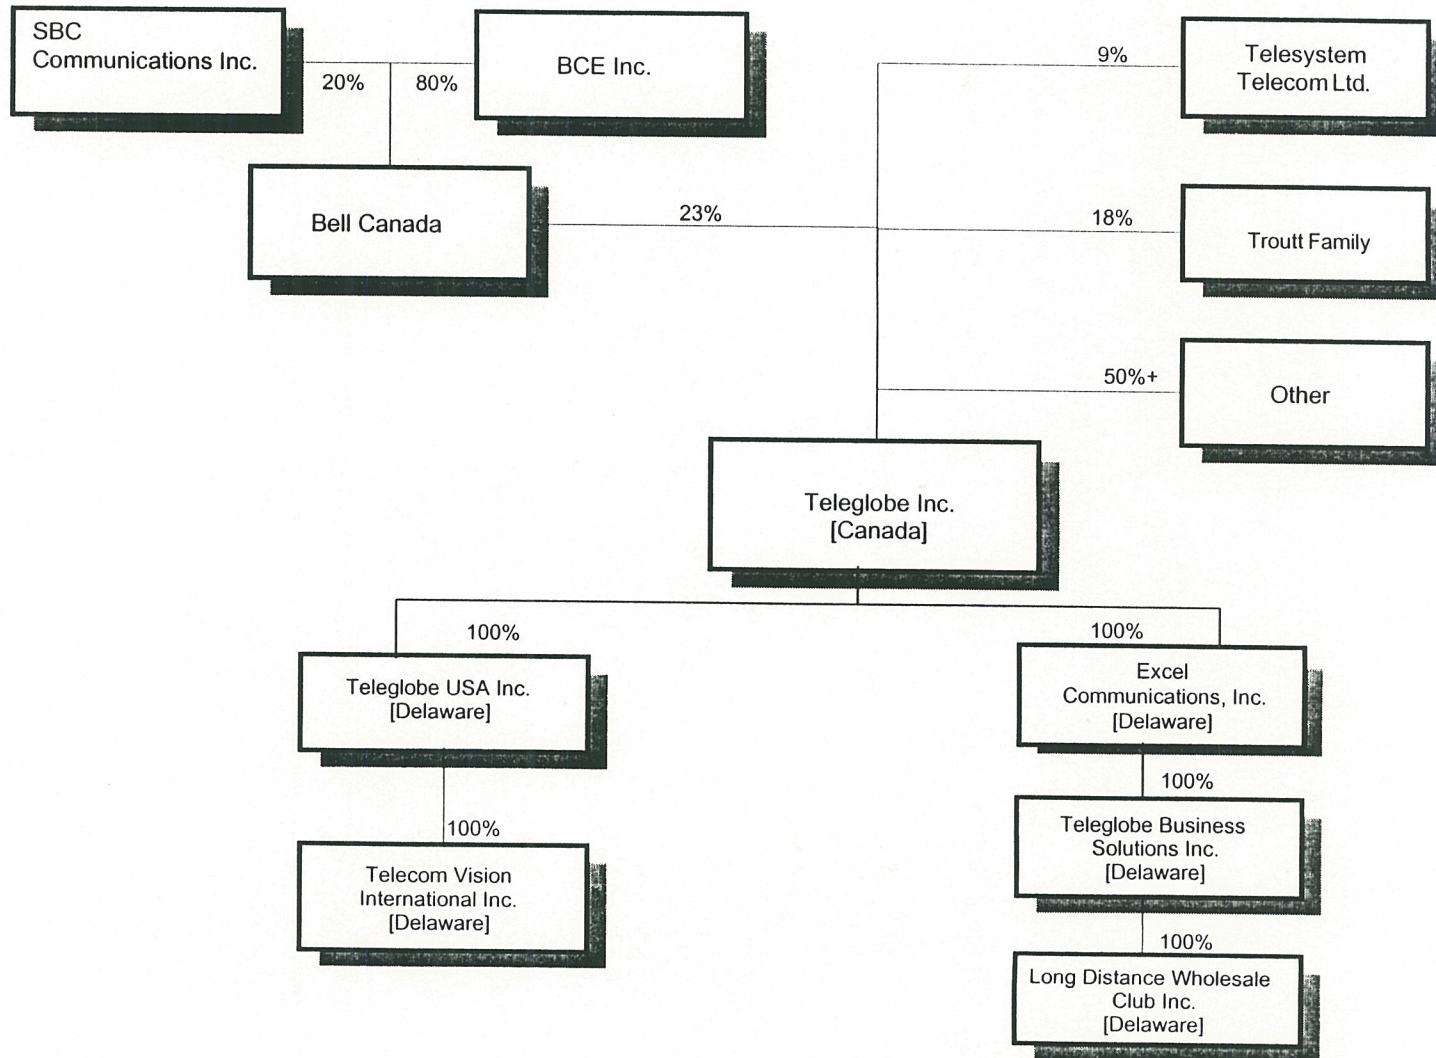 SBC
Communications Inc.
20%
80%
BCE Inc.
9%
Telesystem
Telecom Ltd.
Bell Canada
23%
18%
Troutt Family
50%+
Other
Teleglobe Inc.
[Canada]
100%
100%
Teleglobe USA Inc.
[Delaware]
Excel
Communications, Inc.
[Delaware]
100%
100%
Telecom Vision
International Inc.
[Delaware]
Teleglobe Business
Solutions Inc.
[Delaware]
100%
Long Distance Wholesale
Club Inc.
[Delaware]